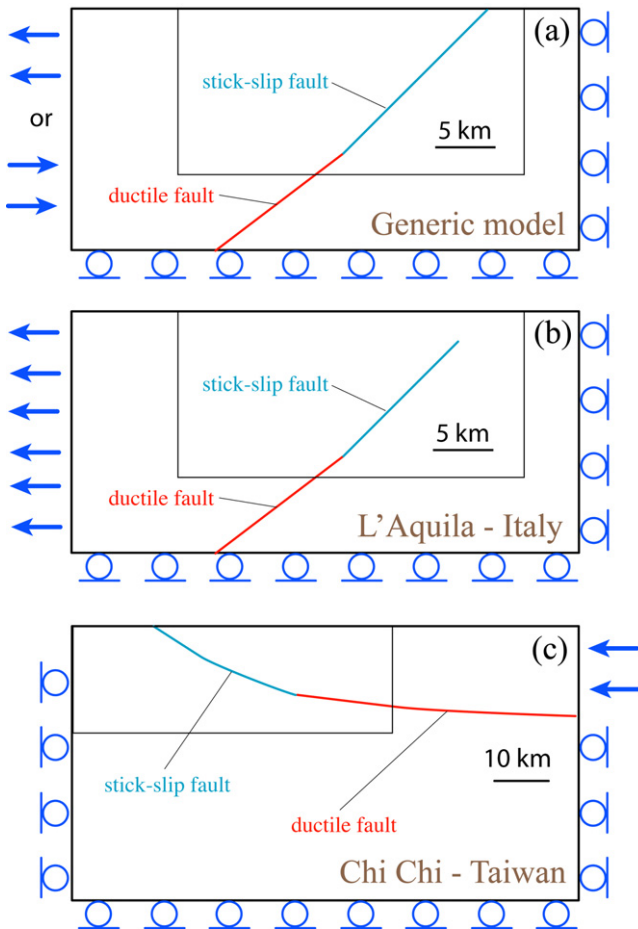 (a)
stick-slip fault
or
5 km
ductile fault
Generic model
(b)
stick-slip fault
5 km
ductile fault
L’Aquila - Italy
(c)
10 km
stick-slip fault
ductile fault
Chi Chi - Taiwan